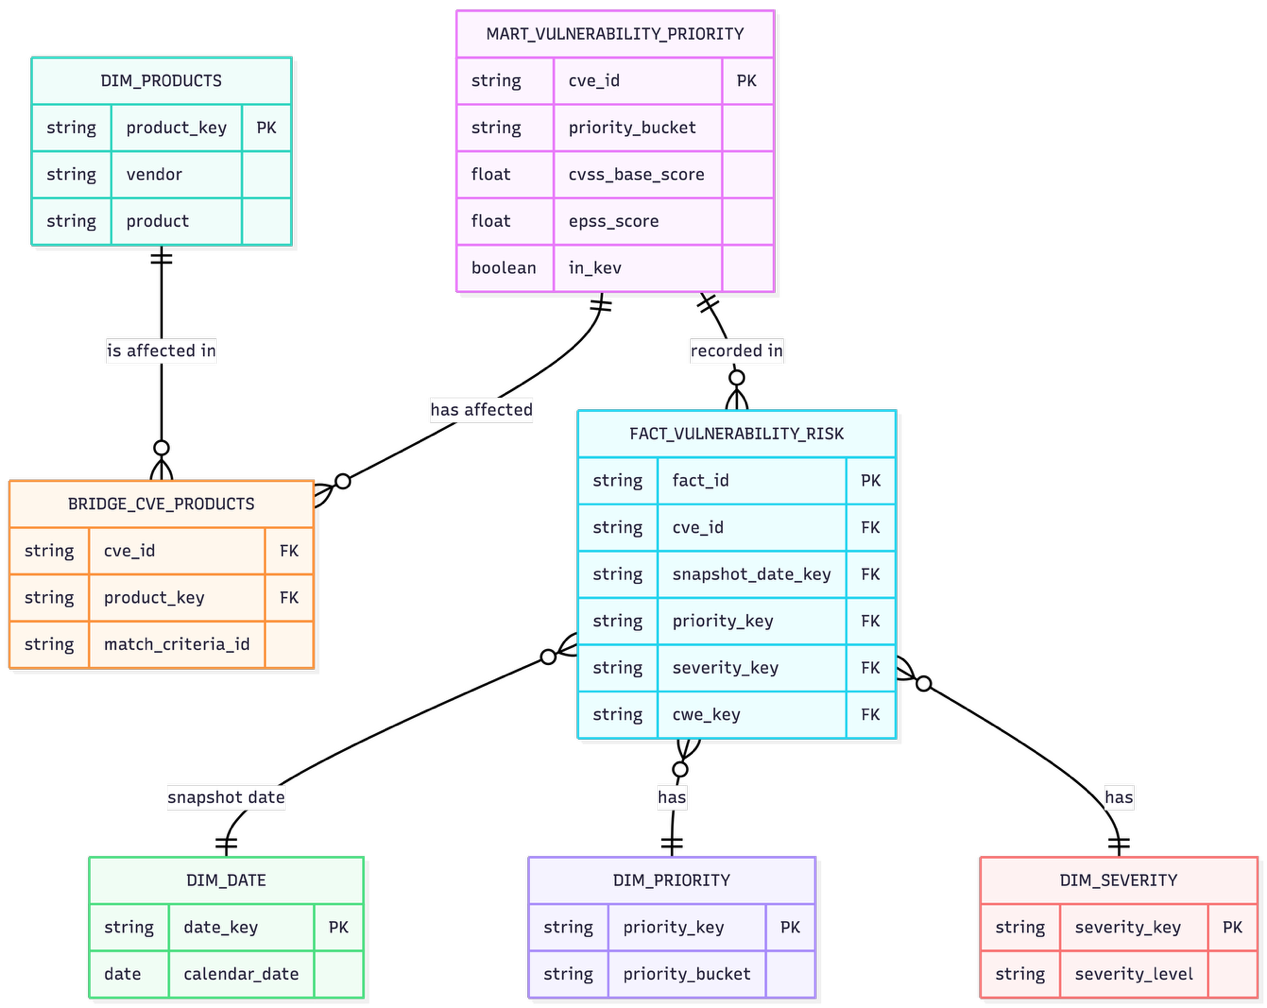 MART_VULNERABILITY_PRIORITY
string cve_id PK
string priority_bucket
float cvss_base_score
float epss_score
boolean in_kev
DIM_PRODUCTS
string product_key PK
string vendor
string product
is affected in
has affected
recorded in
BRIDGE_CVE_PRODUCTS
string cve_id FK
string product_key FK
string match_criteria_id
FACT_VULNERABILITY_RISK
string fact_id PK
string cve_id FK
string snapshot_date_key FK
string priority_key FK
string severity_key FK
string cwe_key FK
snapshot date
has
has
DIM_DATE
string date_key PK
date calendar_date
DIM_PRIORITY
string priority_key PK
string priority_bucket
DIM_SEVERITY
string severity_key PK
string severity_level